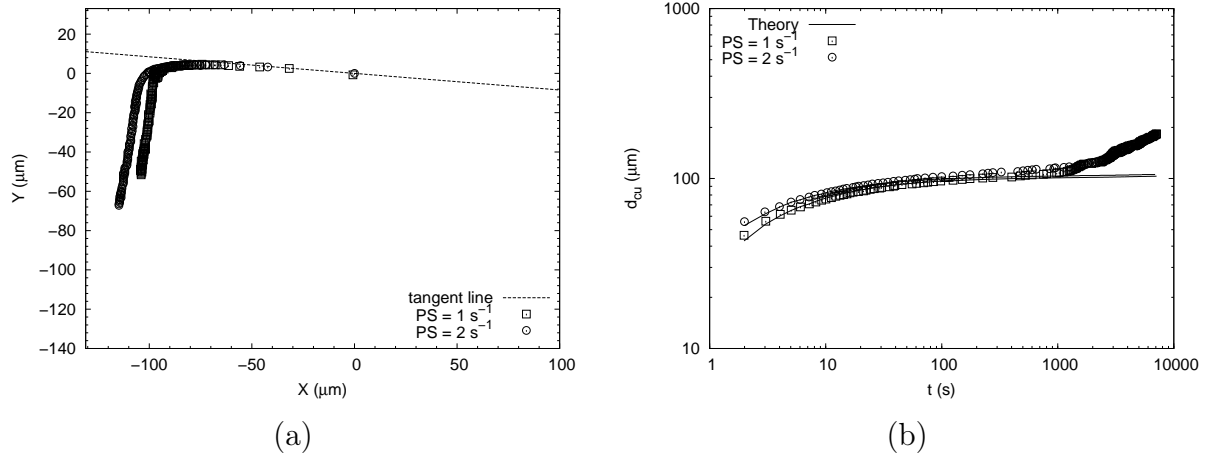 20
0
−20
−40
−60
−80
−100
−120
−140
−100
−50
0
50
100
Y (μm)
X (μm)
tangent line
PS = 1 s⁻¹
PS = 2 s⁻¹
(a)
1000
100
10
1
10
100
1000
10000
d_cu (μm)
t (s)
Theory
PS = 1 s⁻¹
PS = 2 s⁻¹
(b)